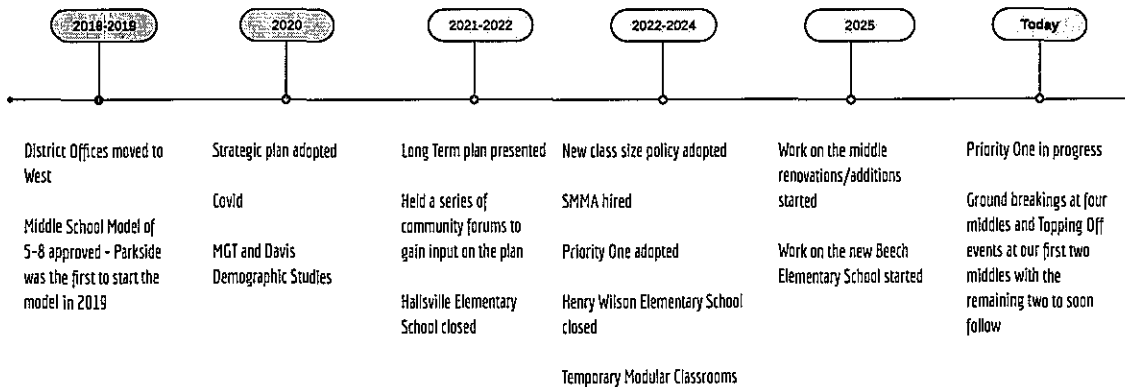 2018-2019
2020
2021-2022
2022-2024
2025
Today
District Offices moved to
West
Middle School Model of
5-8 approved - Parkside
was the first to start the
model in 2019
Strategic plan adopted
Covid
MGT and Davis
Demographic Studies
Long Term plan presented
Held a series of
community forums to
gain input on the plan
Hallsville Elementary
School closed
New class size policy adopted
SMMA hired
Priority One adopted
Henry Wilson Elementary School
closed
Temporary Modular Classrooms
Work on the middle
renovations/additions
started
Work on the new Beech
Elementary School started
Priority One in progress
Ground breakings at four
middles and Topping Off
events at our first two
middles with the
remaining two to soon
follow